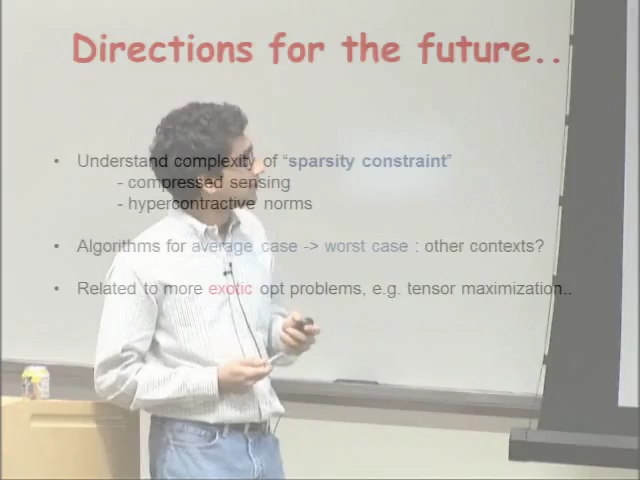 Directions for the future..
• Understand complexity of “sparsity constraint”
- compressed sensing
- hypercontractive norms
• Algorithms for average case -> worst case : other contexts?
• Related to more exotic opt problems, e.g. tensor maximization..